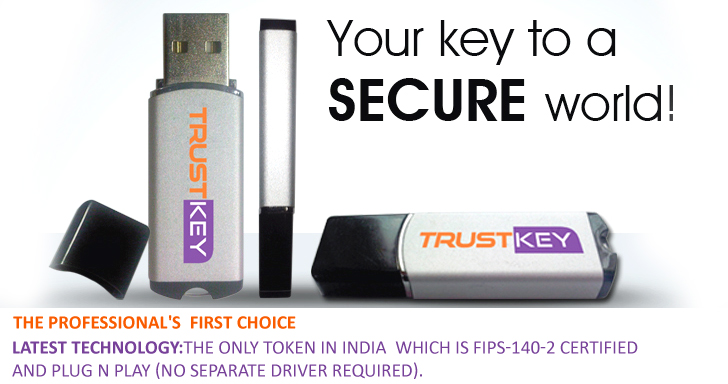 Your key to a
SECURE world!
TRUSTKEY
TRUSTKEY
THE PROFESSIONAL'S FIRST CHOICE
LATEST TECHNOLOGY:THE ONLY TOKEN IN INDIA WHICH IS FIPS-140-2 CERTIFIED
AND PLUG N PLAY (NO SEPARATE DRIVER REQUIRED).